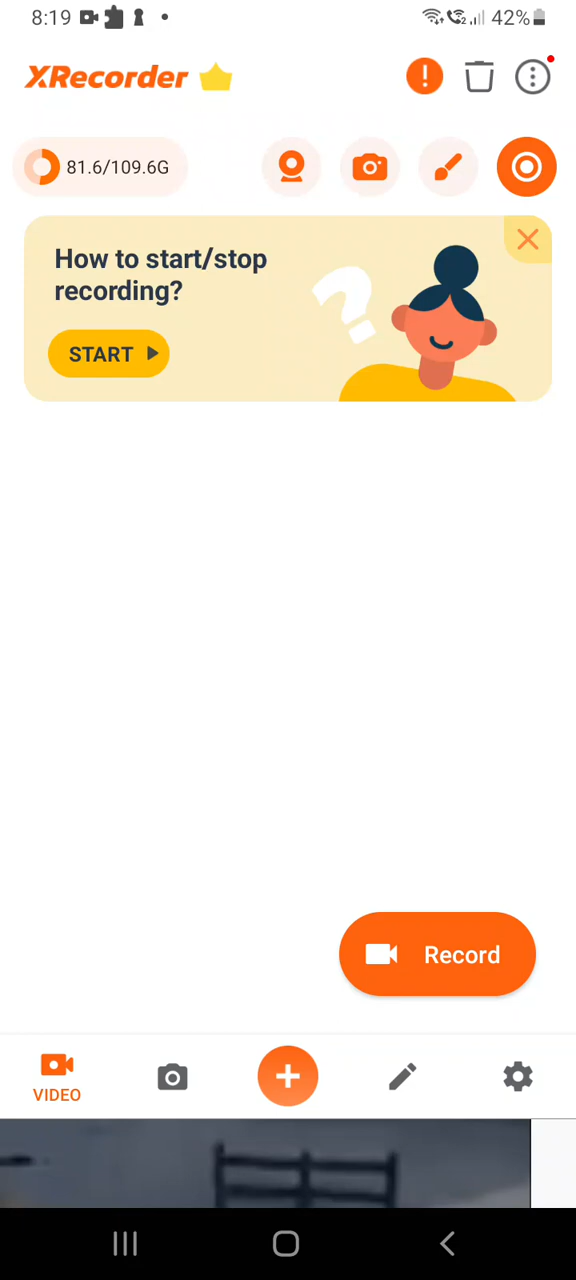 8:19
42%
XRecorder
81.6/109.6G
How to start/stop
recording?
START
Record
VIDEO